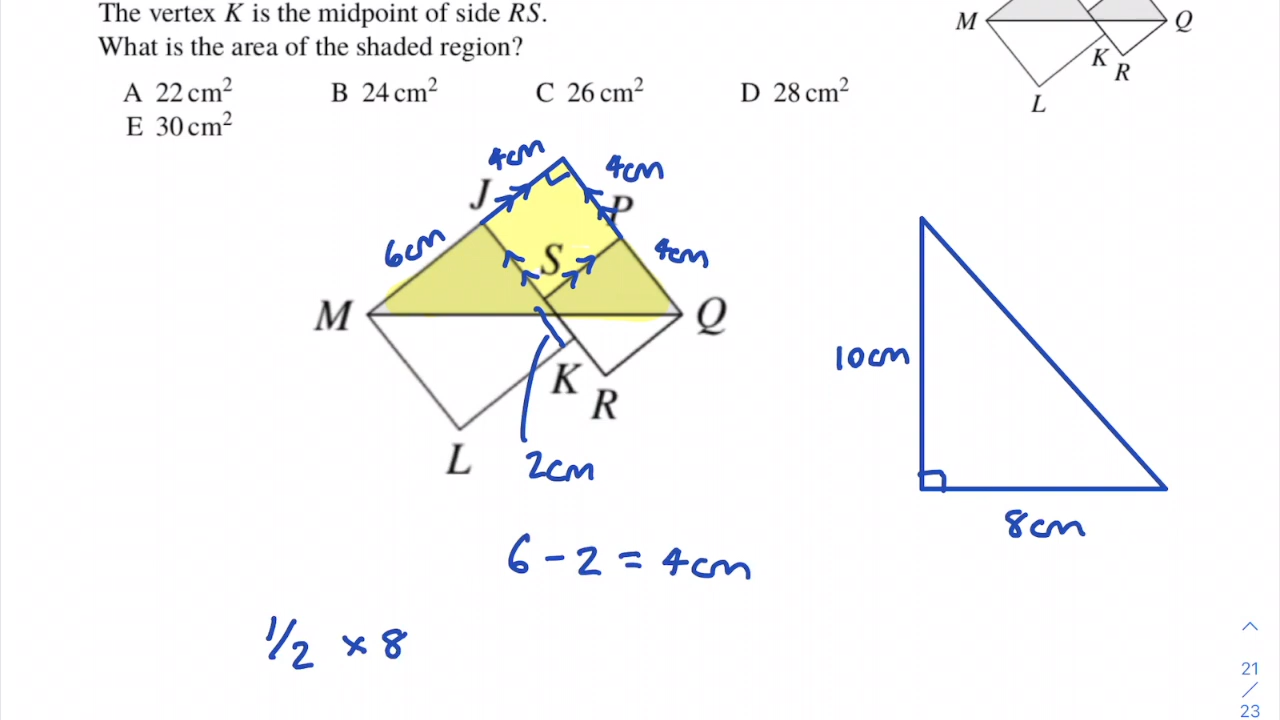 The vertex K is the midpoint of side RS.
What is the area of the shaded region?
A 22 cm² B 24 cm² C 26 cm² D 28 cm²
E 30 cm²
M Q
K
R
L
4cm 4cm
J P
6cm S 4cm
M Q
K
R
L 2cm
10cm
8cm
6 - 2 = 4cm
1/2 × 8
21
/
23